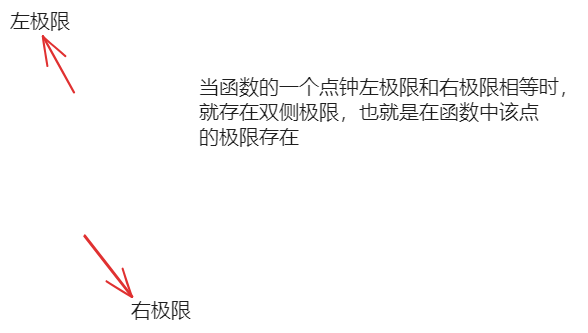 左极限
当函数的一个点钟左极限和右极限相等时，
就存在双侧极限，也就是在函数中该点
的极限存在
右极限